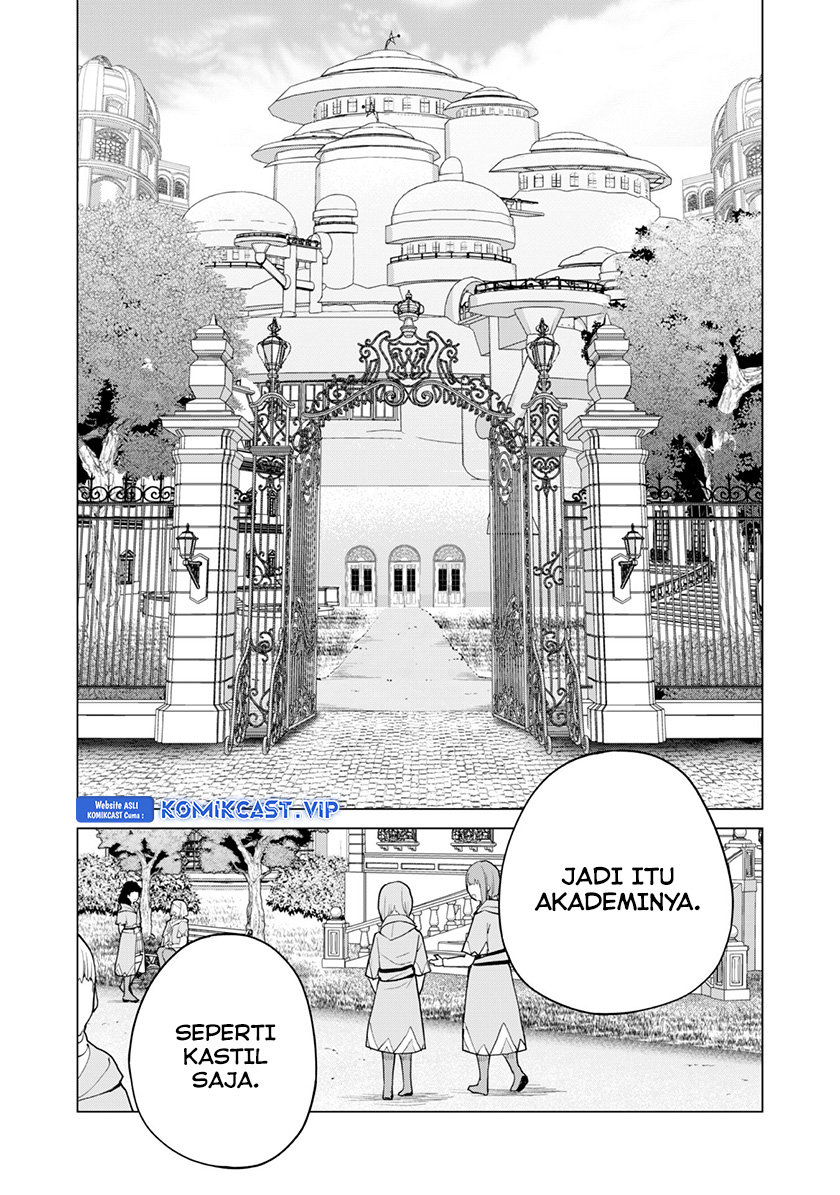 Website ASLI
KOMIKCAST Cuma :
KOMIKCAST.VIP
JADI ITU
AKADEMINYA.
SEPERTI
KASTIL
SAJA.